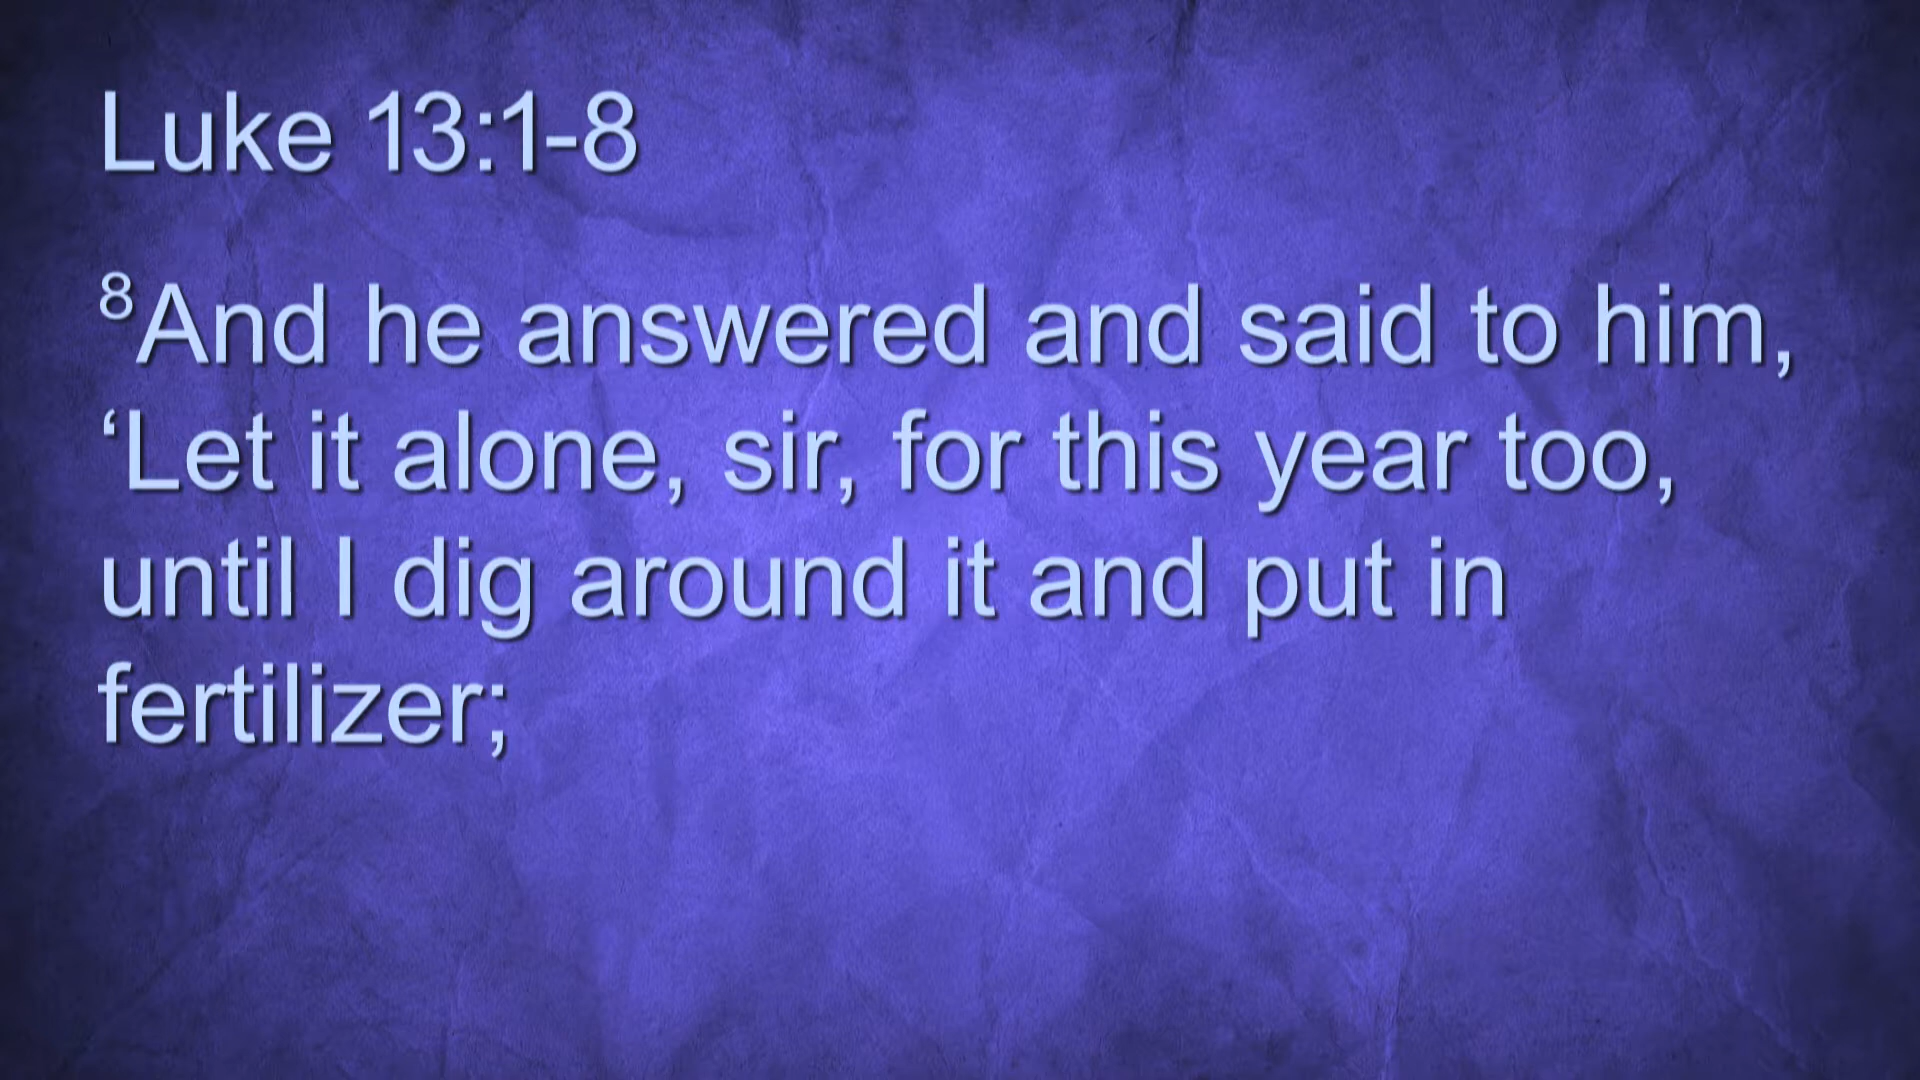 Luke 13:1-8
⁸And he answered and said to him,
‘Let it alone, sir, for this year too,
until I dig around it and put in
fertilizer;